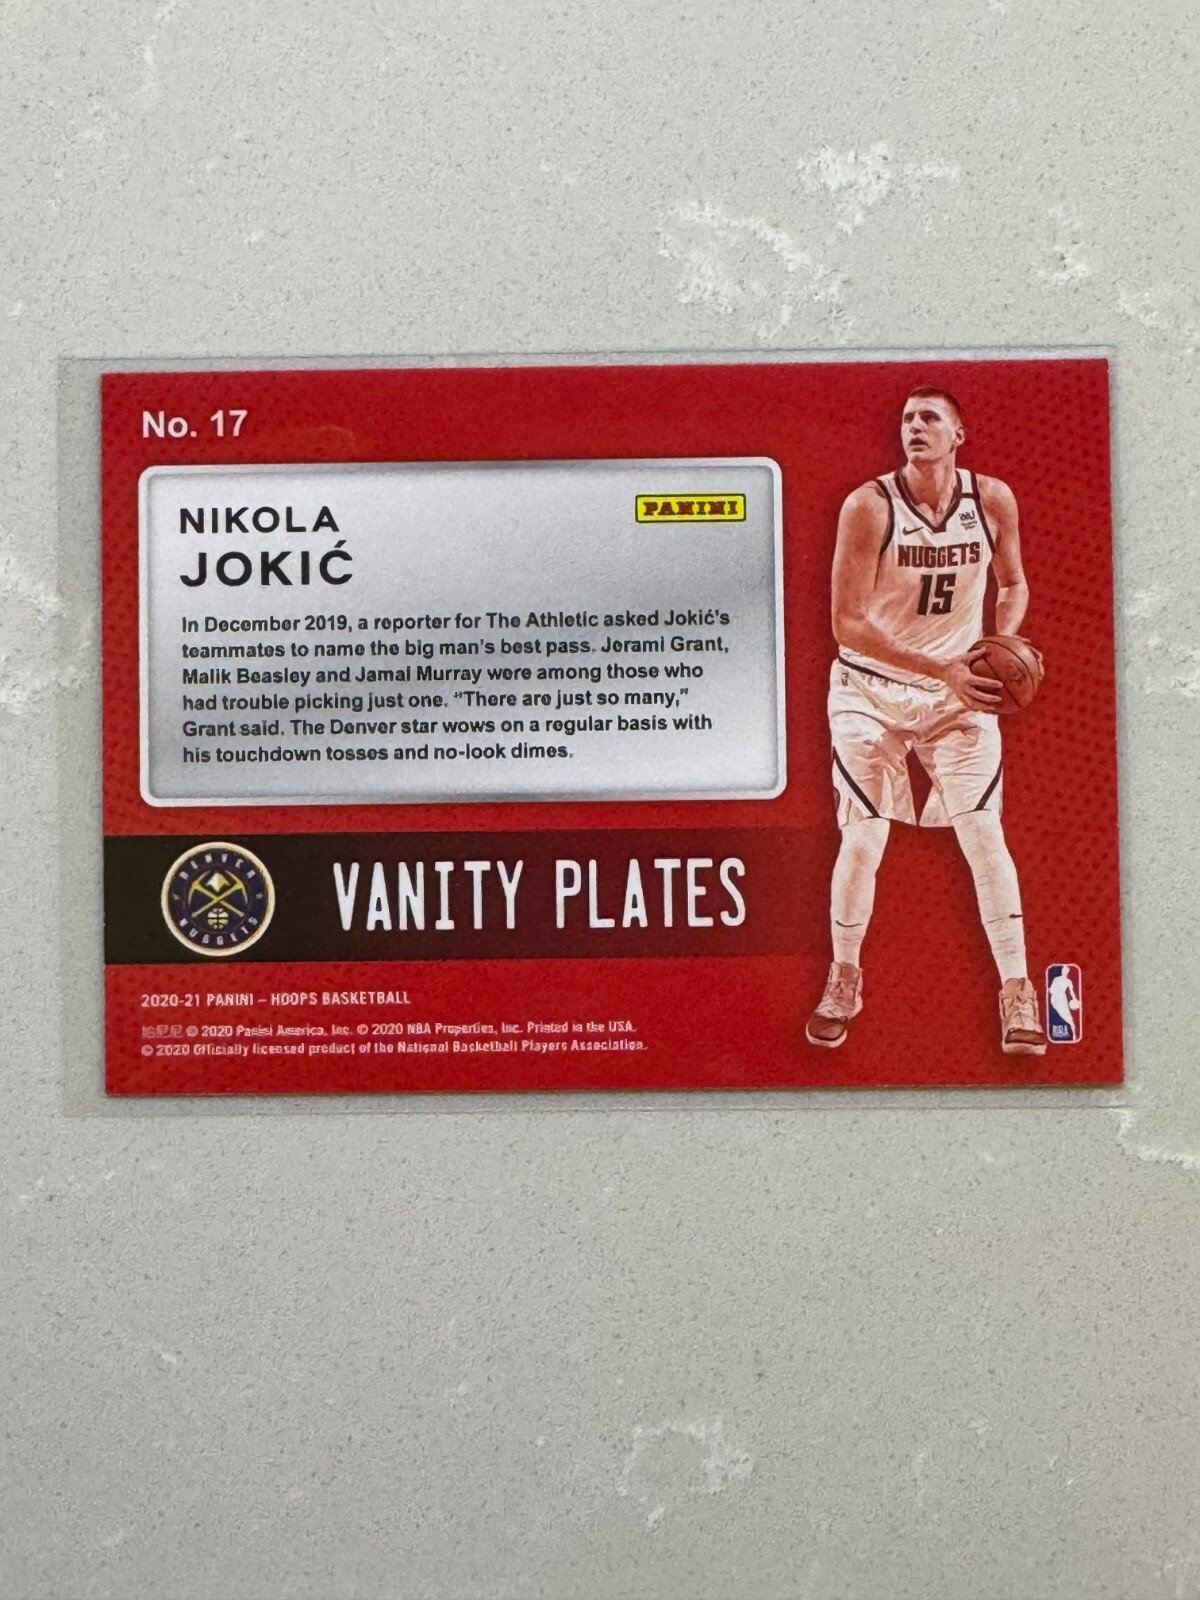 No. 17
NIKOLA
JOKIĆ
PANINI
In December 2019, a reporter for The Athletic asked Jokić's
teammates to name the big man's best pass. Jerami Grant,
Malik Beasley and Jamal Murray were among those who
had trouble picking just one. “There are just so many,”
Grant said. The Denver star wows on a regular basis with
his touchdown tosses and no-look dimes.
NUGGETS
15
DENVER
NUGGETS
VANITY PLATES
2020-21 PANINI – HOOPS BASKETBALL
© 2020 Panini America, Inc. © 2020 NBA Properties, Inc. Printed in the USA.
© 2020 Officially licensed product of the National Basketball Players Association.
NBA